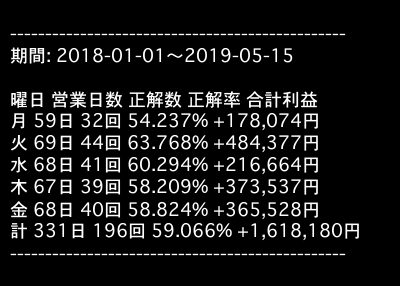 ------------------------------------------------
期間: 2018-01-01〜2019-05-15
曜日 営業日数 正解数 正解率 合計利益
月 59日 32回 54.237% +178,074円
火 69日 44回 63.768% +484,377円
水 68日 41回 60.294% +216,664円
木 67日 39回 58.209% +373,537円
金 68日 40回 58.824% +365,528円
計 331日 196回 59.066% +1,618,180円
------------------------------------------------